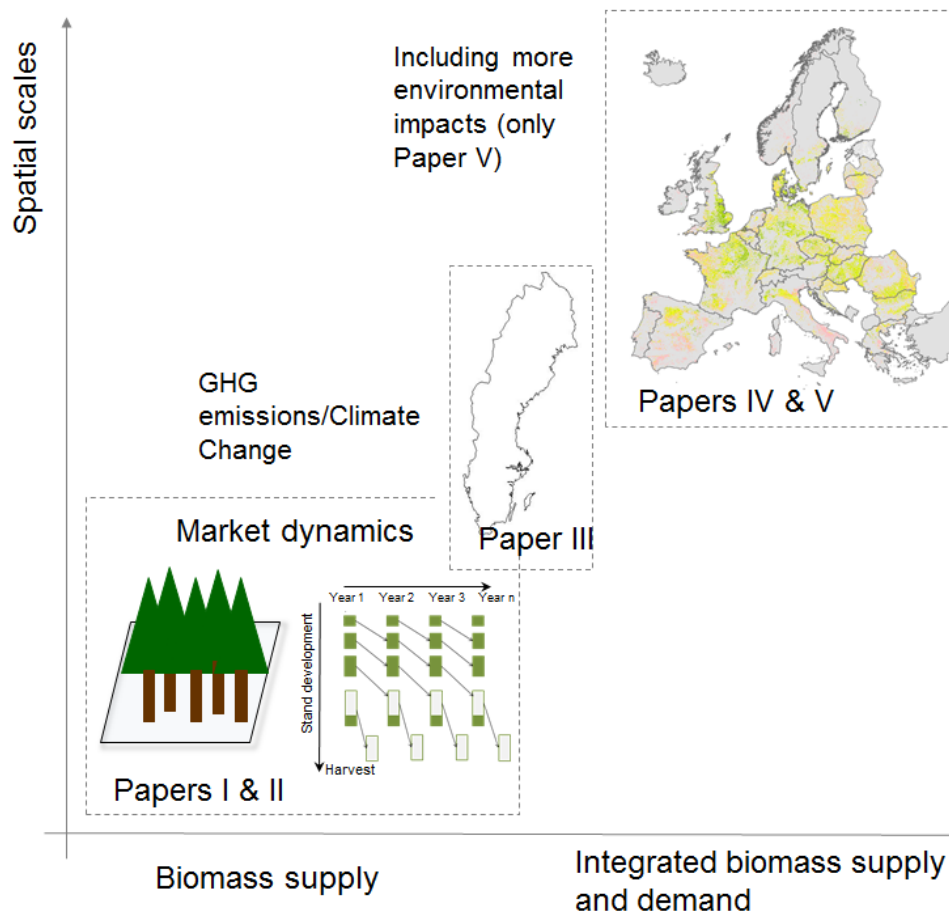 Spatial scales
Including more
environmental
impacts (only
Paper V)
Papers IV & V
GHG
emissions/Climate
Change
Paper III
Market dynamics
Year 1 Year 2 Year 3 Year n
Stand development
Harvest
Papers I & II
Biomass supply
Integrated biomass supply
and demand